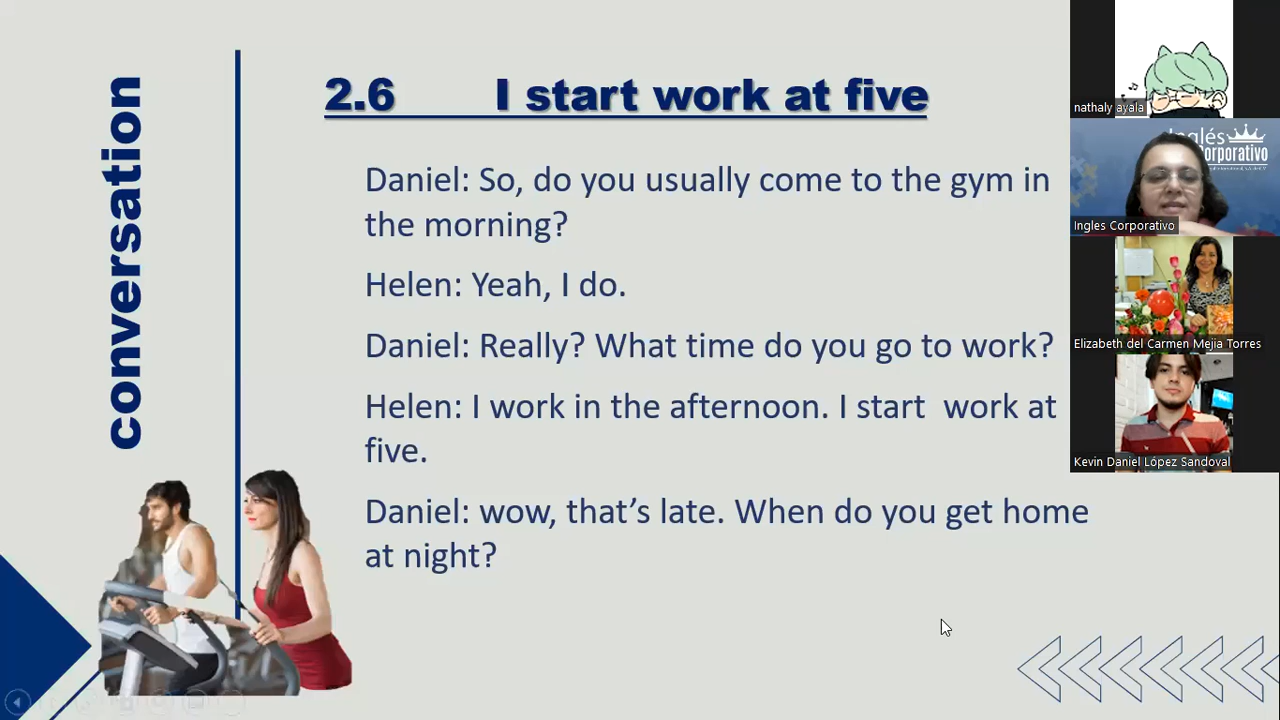 conversation
2.6 I start work at five
Daniel: So, do you usually come to the gym in
the morning?
Helen: Yeah, I do.
Daniel: Really? What time do you go to work?
Helen: I work in the afternoon. I start  work at
five.
Daniel: wow, that’s late. When do you get home
at night?
nathaly ayala
Inglés
Corporativo
Ingles Corporativo
Elizabeth del Carmen Mejia Torres
Kevin Daniel López Sandoval